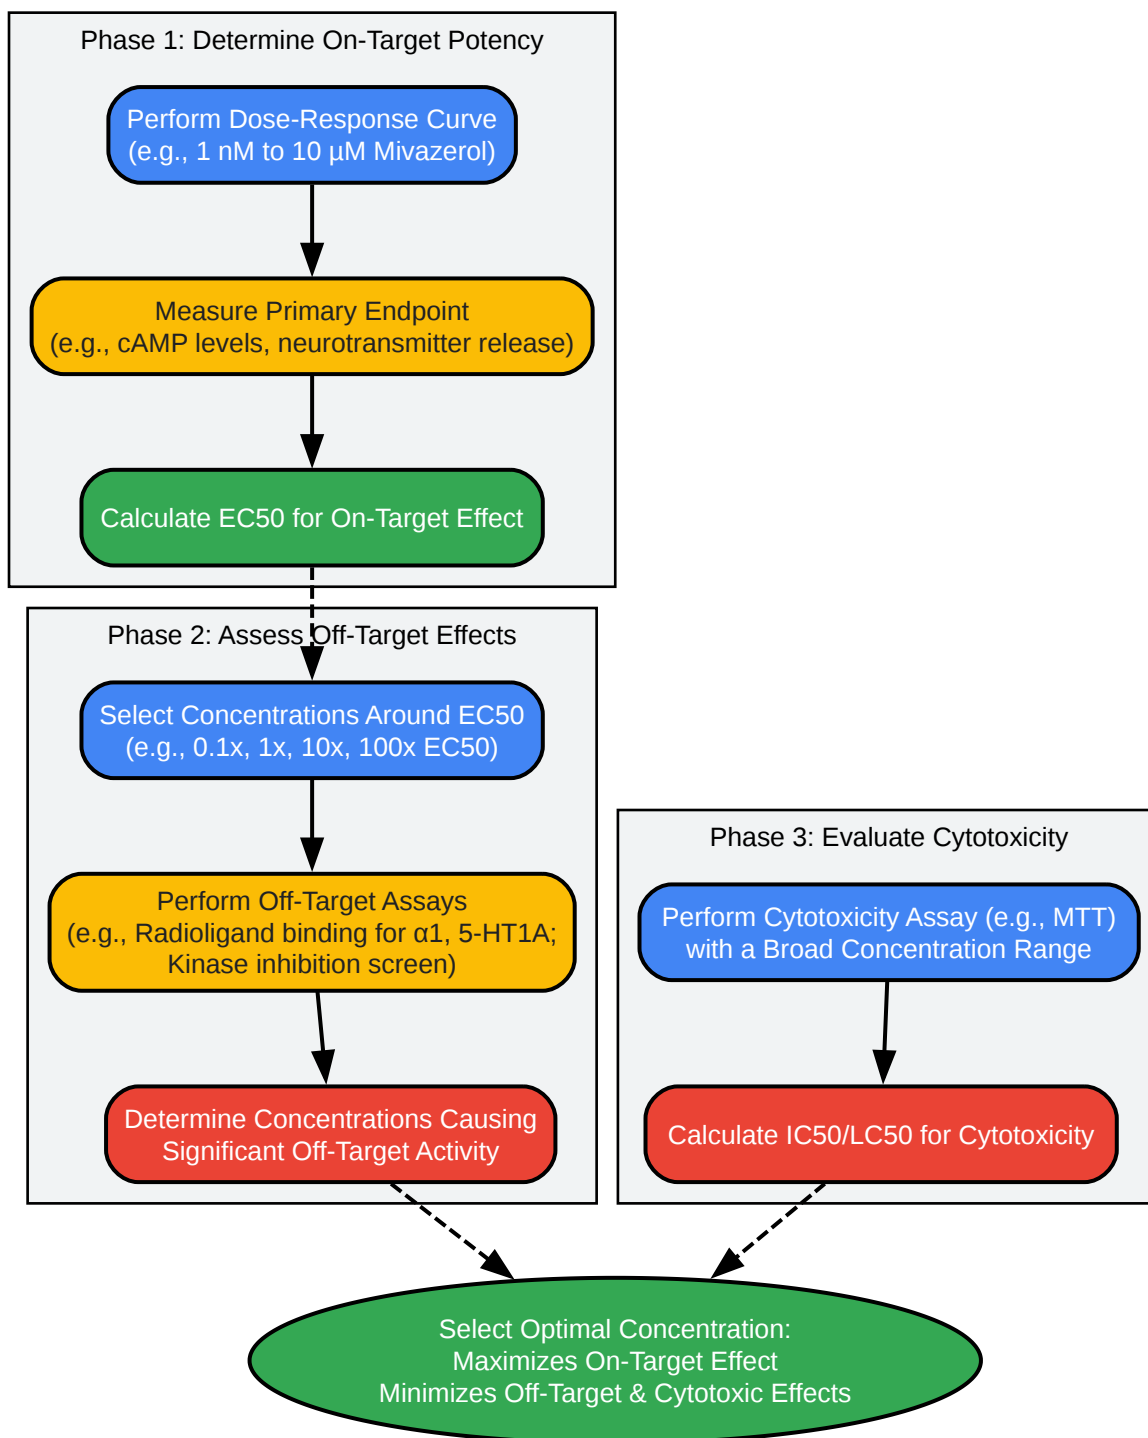 Phase 1: Determine On-Target Potency
Perform Dose-Response Curve
(e.g., 1 nM to 10 µM Mivazerol)
Measure Primary Endpoint
(e.g., cAMP levels, neurotransmitter release)
Calculate EC50 for On-Target Effect
Phase 2: Assess Off-Target Effects
Select Concentrations Around EC50
(e.g., 0.1x, 1x, 10x, 100x EC50)
Perform Off-Target Assays
(e.g., Radioligand binding for α1, 5-HT1A;
Kinase inhibition screen)
Determine Concentrations Causing
Significant Off-Target Activity
Phase 3: Evaluate Cytotoxicity
Perform Cytotoxicity Assay (e.g., MTT)
with a Broad Concentration Range
Calculate IC50/LC50 for Cytotoxicity
Select Optimal Concentration:
Maximizes On-Target Effect
Minimizes Off-Target & Cytotoxic Effects